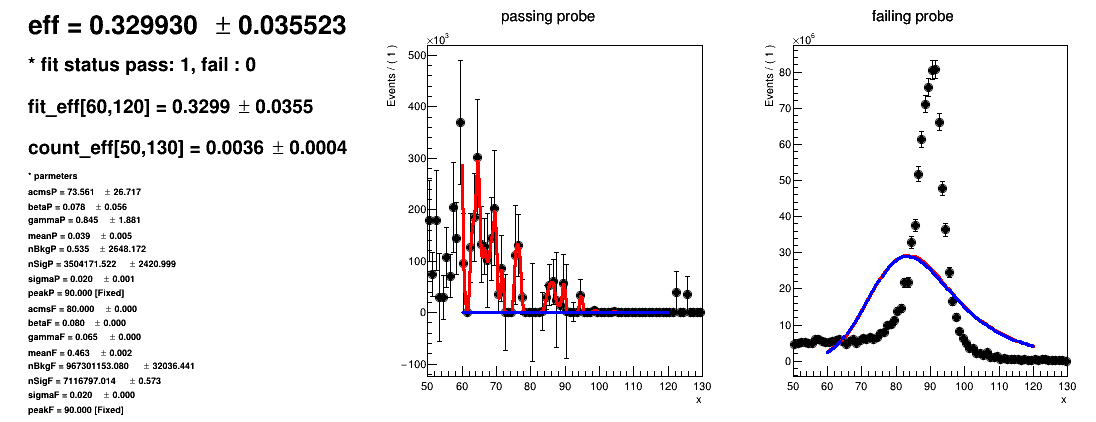 eff = 0.329930 ± 0.035523
* fit status pass: 1, fail : 0
fit_eff[60,120] = 0.3299 ± 0.0355
count_eff[50,130] = 0.0036 ± 0.0004
* parmeters
acmsP = 73.561 ± 26.717
betaP = 0.078 ± 0.056
gammaP = 0.845 ± 1.881
meanP = 0.039 ± 0.005
nBkgP = 0.535 ± 2648.172
nSigP = 3504171.522 ± 2420.999
sigmaP = 0.020 ± 0.001
peakP = 90.000 [Fixed]
acmsF = 80.000 ± 0.000
betaF = 0.080 ± 0.000
gammaF = 0.065 ± 0.000
meanF = 0.463 ± 0.002
nBkgF = 967301153.080 ± 32036.441
nSigF = 7116797.014 ± 0.573
sigmaF = 0.020 ± 0.000
peakF = 90.000 [Fixed]
passing probe
×10³
Events / ( 1 )
500
400
300
200
100
0
−100
50 60 70 80 90 100 110 120 130
x
failing probe
×10⁶
Events / ( 1 )
80
70
60
50
40
30
20
10
0
50 60 70 80 90 100 110 120 130
x